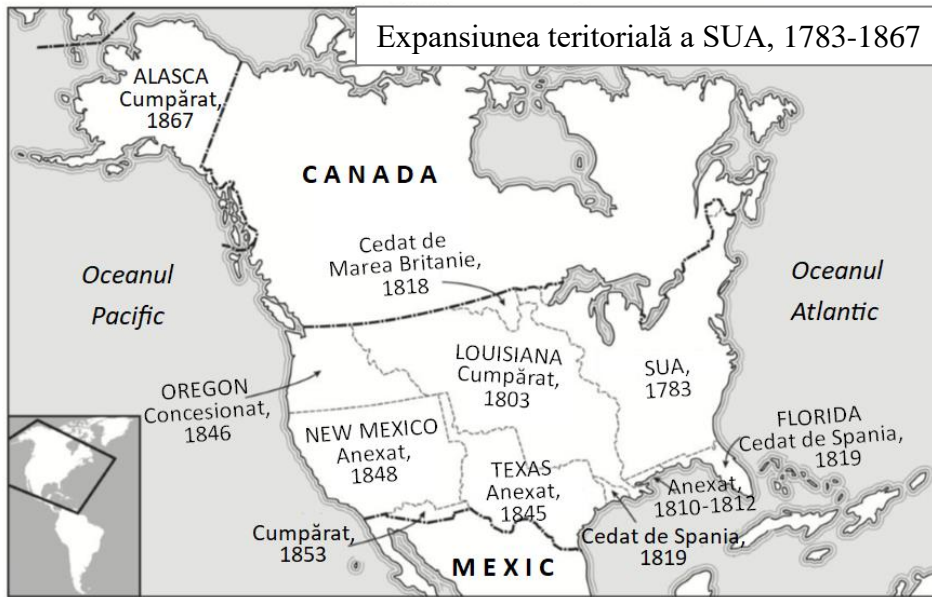 Expansiunea teritorială a SUA, 1783-1867
ALASCA
Cumpărat,
1867
CANADA
Cedat de
Marea Britanie,
1818
Oceanul
Pacific
Oceanul
Atlantic
LOUISIANA
Cumpărat,
1803
SUA,
1783
OREGON
Concesionat,
1846
FLORIDA
Cedat de Spania,
1819
NEW MEXICO
Anexat,
1848
TEXAS
Anexat,
1845
Anexat,
1810-1812
Cumpărat,
1853
Cedat de Spania,
1819
MEXIC